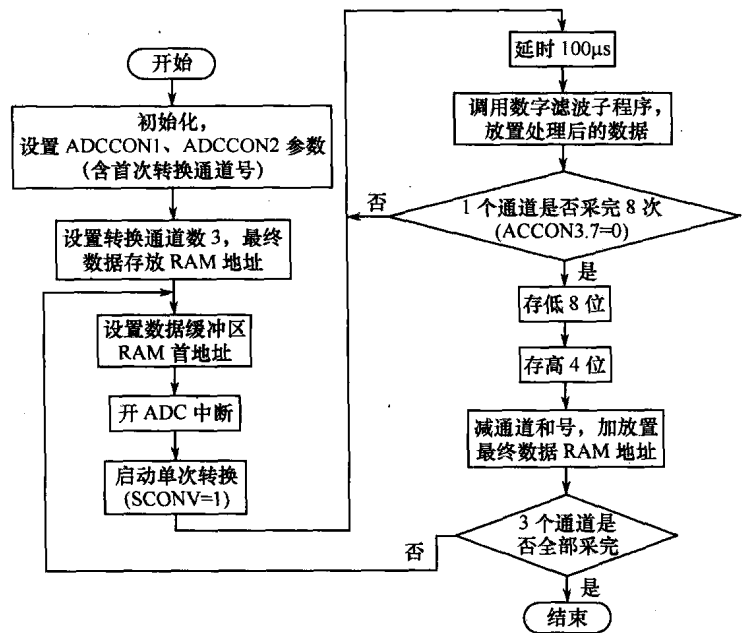 开始
初始化,
设置 ADCCON1、ADCCON2 参数
(含首次转换通道号)
设置转换通道数 3,最终
数据存放 RAM 地址
设置数据缓冲区
RAM 首地址
开 ADC 中断
启动单次转换
(SCONV=1)
延时 100μs
调用数字滤波子程序,
放置处理后的数据
否
1 个通道是否采完 8 次
(ACCON3.7=0)
是
存低 8 位
存高 4 位
减通道和号,加放置
最终数据 RAM 地址
否
3 个通道是
否全部采完
是
结束